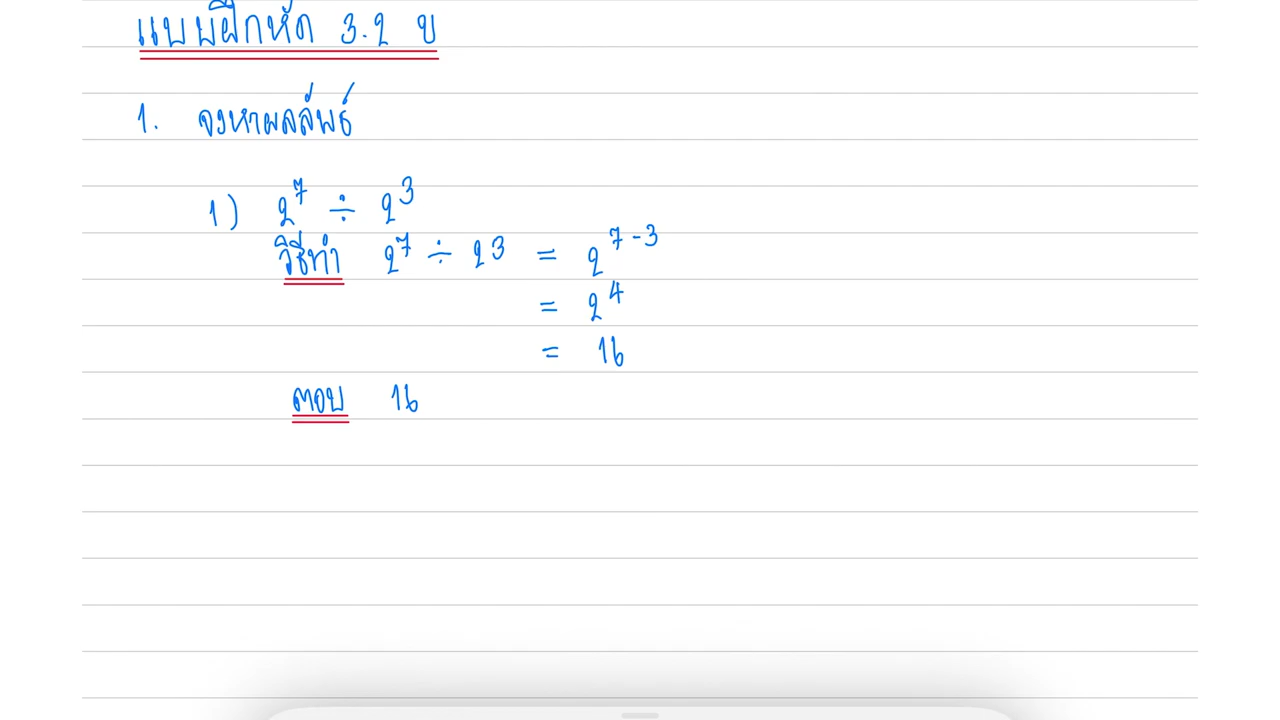 แบบฝึกหัด 3.2 ข
1. จงหาผลลัพธ์
1) 2⁷ ÷ 2³
วิธีทำ 2⁷ ÷ 2³ = 2⁷⁻³
= 2⁴
= 16
ตอบ 16